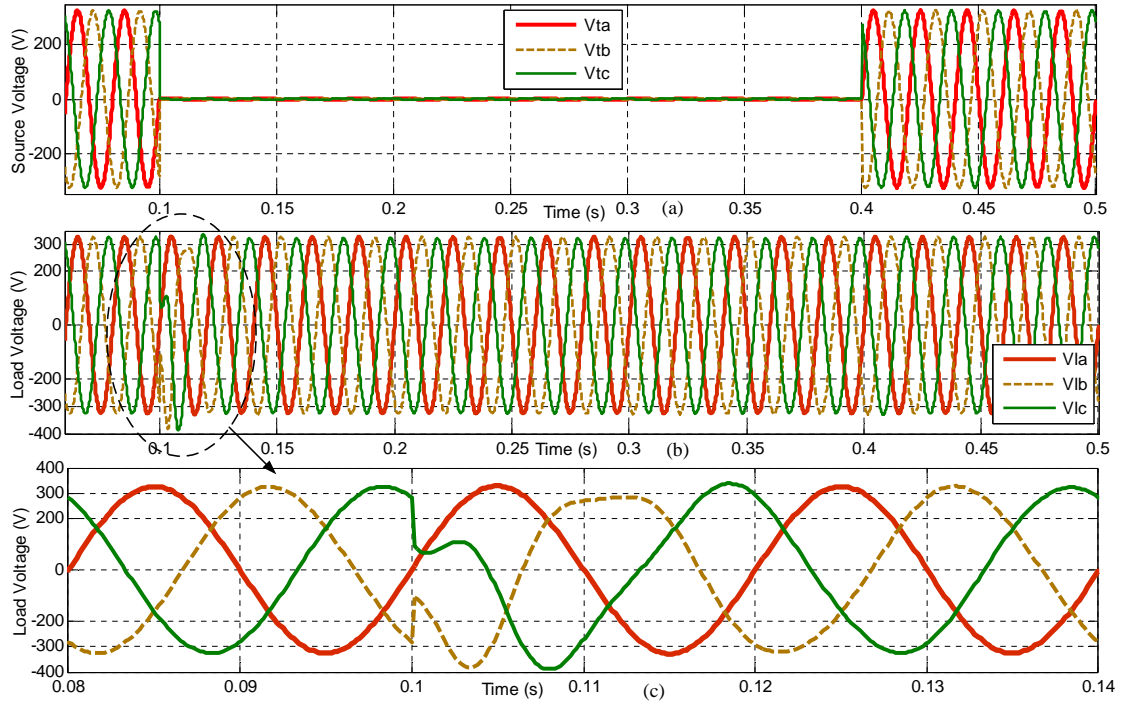 Source Voltage (V)
200
0
-200
Vta
Vtb
Vtc
0.1 0.15 0.2 0.25 0.3 0.35 0.4 0.45 0.5
Time (s) (a)
Load Voltage (V)
300
200
0
-200
-300
-400
VIa
VIb
VIc
0.1 0.15 0.2 0.25 0.3 0.35 0.4 0.45 0.5
Time (s) (b)
Load Voltage (V)
400
300
200
0
-200
-300
-400
0.08 0.09 0.1 0.11 0.12 0.13 0.14
Time (s) (c)